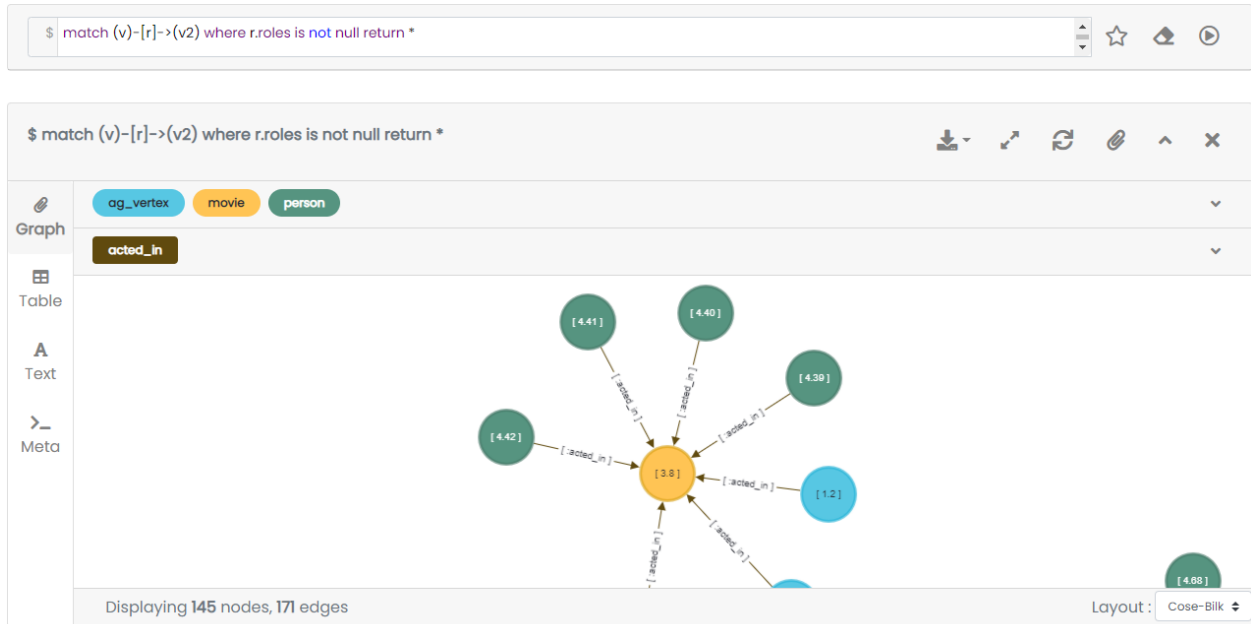 $ match (v)-[r]->(v2) where r.roles is not null return *
$ match (v)-[r]->(v2) where r.roles is not null return *
Graph
Table
A
Text
>_
Meta
ag_vertex movie person
acted_in
[ 4.41 ]
[ 4.40 ]
[ 4.39 ]
[ 4.42 ]
[ 3.8 ]
[ 1.2 ]
[ 4.68 ]
[ :acted_in ]
[ :acted_in ]
[ :acted_in ]
[ :acted_in ]
[ :acted_in ]
[ :acted_in ]
[ :acted_in ]
Displaying 145 nodes, 171 edges
Layout : Cose-Bilk